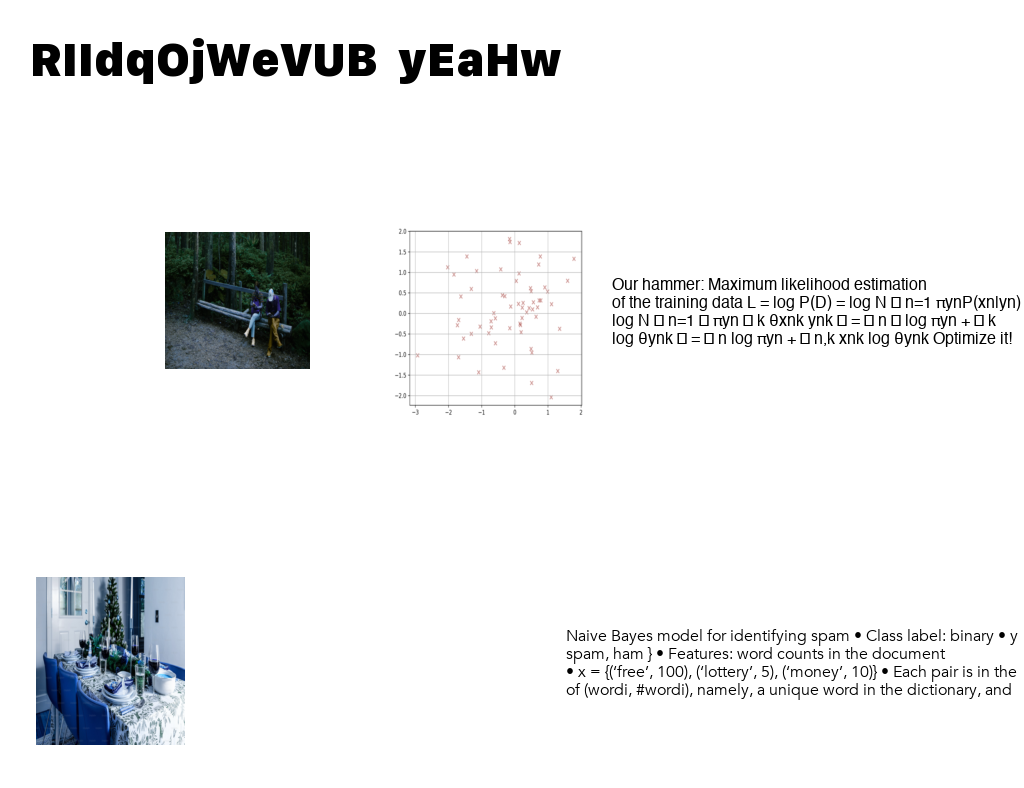 RIIdqOjWeVUB yEaHw
2.0
1.5
1.0
0.5
0.0
−0.5
−1.0
−1.5
−2.0
−3 −2 −1 0 1 2
Our hammer: Maximum likelihood estimation
of the training data L = log P(D) = log N □ n=1 πynP(xnlyn)
log N □ n=1 □ πyn □ k θxnk ynk □ = □ n □ log πyn + □ k
log θynk □ = □ n log πyn + □ n,k xnk log θynk Optimize it!
Naive Bayes model for identifying spam • Class label: binary • y
spam, ham } • Features: word counts in the document
• x = {(‘free’, 100), (‘lottery’, 5), (‘money’, 10)} • Each pair is in the
of (wordi, #wordi), namely, a unique word in the dictionary, and